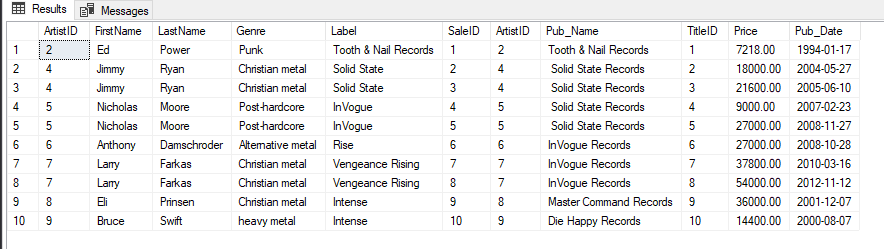 Results Messages
ArtistID FirstName LastName Genre Label SaleID ArtistID Pub_Name TitleID Price Pub_Date
1 2 Ed Power Punk Tooth & Nail Records 1 2 Tooth & Nail Records 1 7218.00 1994-01-17
2 4 Jimmy Ryan Christian metal Solid State 2 4 Solid State Records 2 18000.00 2004-05-27
3 4 Jimmy Ryan Christian metal Solid State 3 4 Solid State Records 3 21600.00 2005-06-10
4 5 Nicholas Moore Post-hardcore InVogue 4 5 Solid State Records 4 9000.00 2007-02-23
5 5 Nicholas Moore Post-hardcore InVogue 5 5 Solid State Records 5 27000.00 2008-11-27
6 6 Anthony Damschroder Alternative metal Rise 6 6 InVogue Records 6 27000.00 2008-10-28
7 7 Larry Farkas Christian metal Vengeance Rising 7 7 InVogue Records 7 37800.00 2010-03-16
8 7 Larry Farkas Christian metal Vengeance Rising 8 7 InVogue Records 8 54000.00 2012-11-12
9 8 Eli Prinsen Christian metal Intense 9 8 Master Command Records 9 36000.00 2001-12-07
10 9 Bruce Swift heavy metal Intense 10 9 Die Happy Records 10 14400.00 2000-08-07